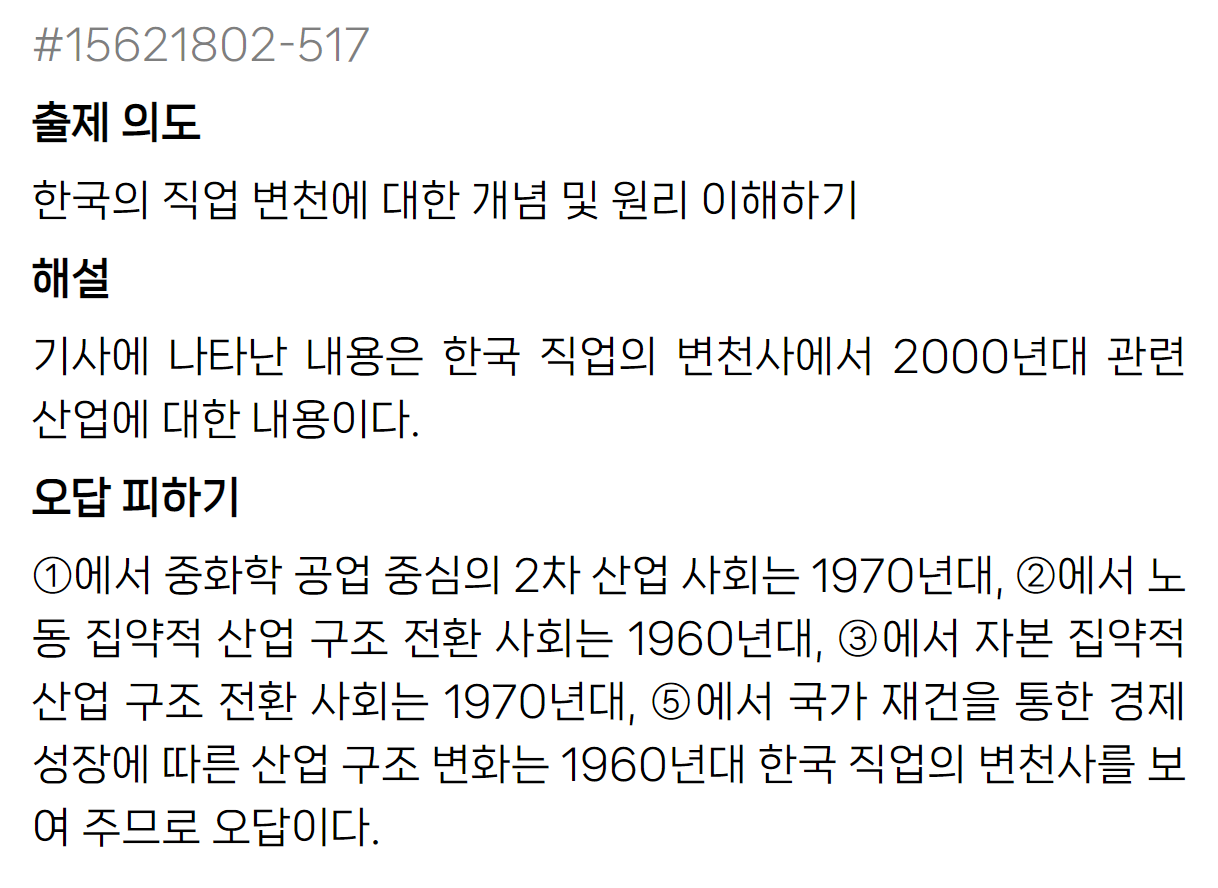 #15621802-517
출제 의도
한국의 직업 변천에 대한 개념 및 원리 이해하기
해설
기사에 나타난 내용은 한국 직업의 변천사에서 2000년대 관련
산업에 대한 내용이다.
오답 피하기
①에서 중화학 공업 중심의 2차 산업 사회는 1970년대, ②에서 노
동 집약적 산업 구조 전환 사회는 1960년대, ③에서 자본 집약적
산업 구조 전환 사회는 1970년대, ⑤에서 국가 재건을 통한 경제
성장에 따른 산업 구조 변화는 1960년대 한국 직업의 변천사를 보
여 주므로 오답이다.